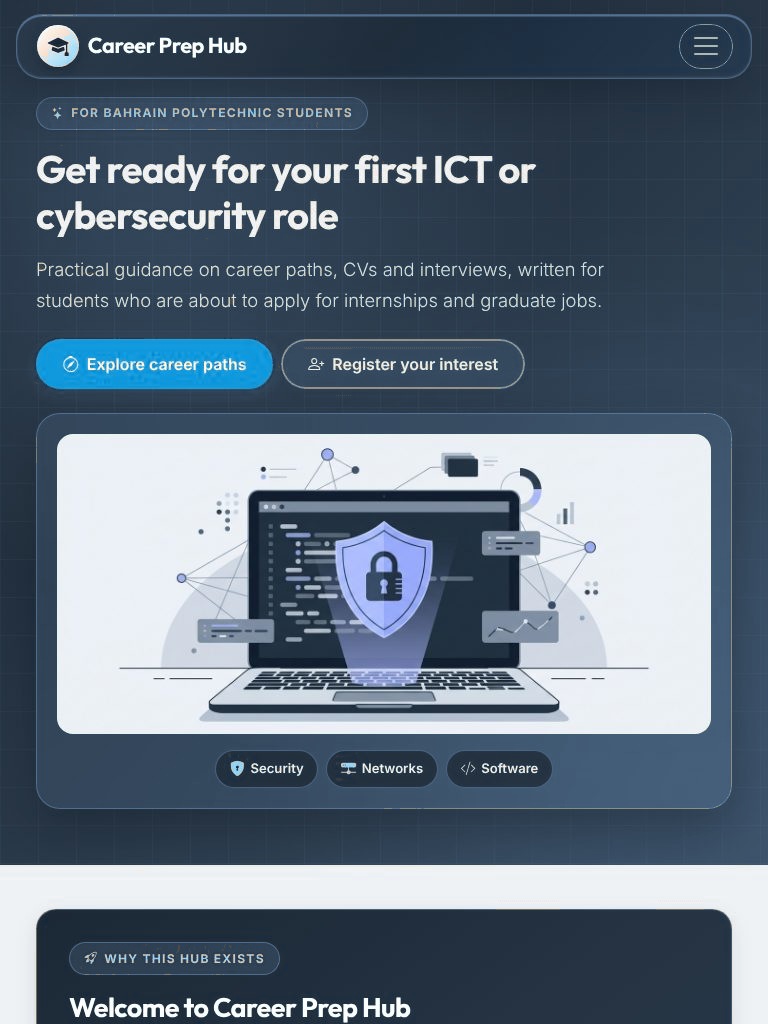 Career Prep Hub
FOR BAHRAIN POLYTECHNIC STUDENTS
Get ready for your first ICT or
cybersecurity role
Practical guidance on career paths, CVs and interviews, written for
students who are about to apply for internships and graduate jobs.
Explore career paths
Register your interest
Security
Networks
Software
WHY THIS HUB EXISTS
Welcome to Career Prep Hub